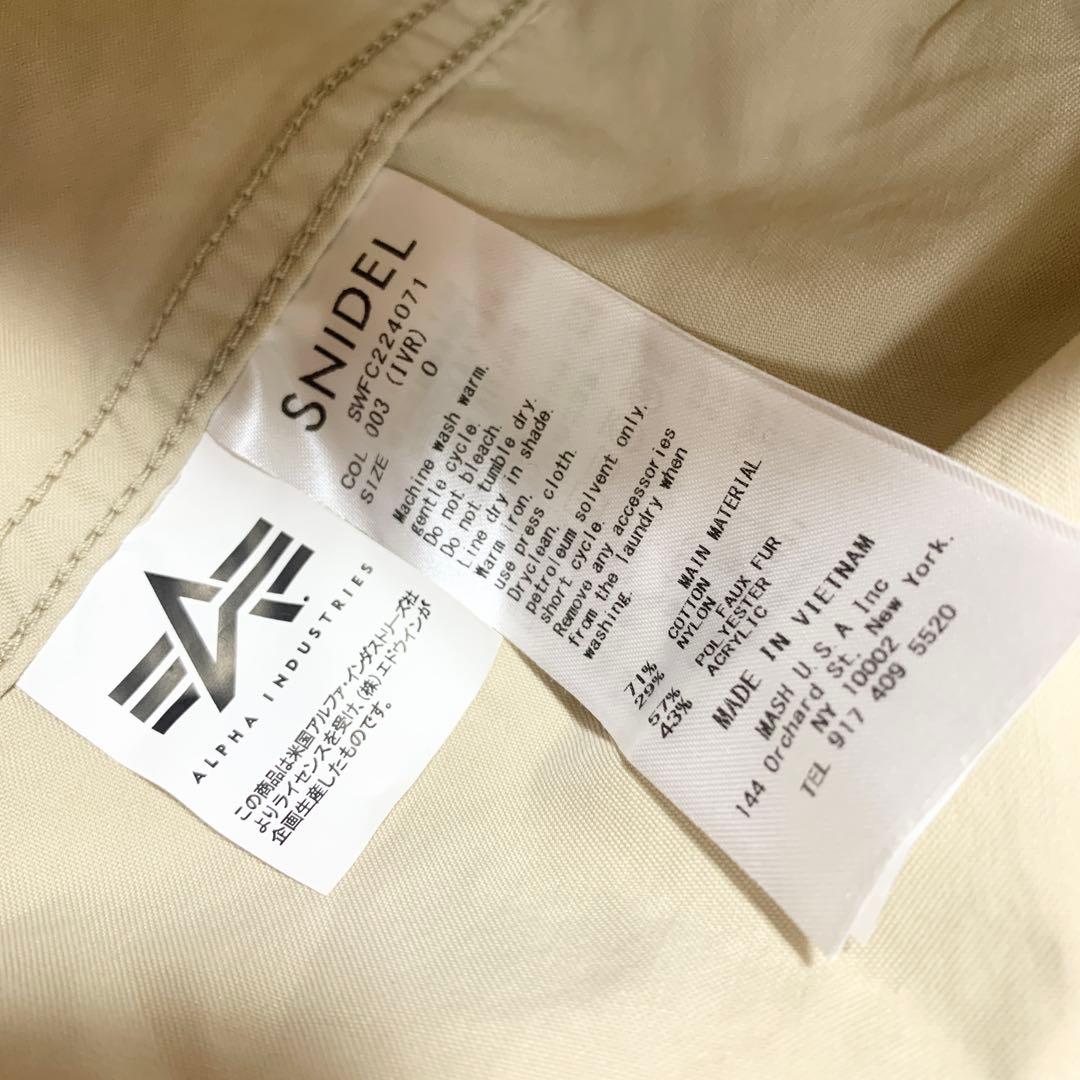 SNIDEL
SWFC224071
COL 003 (IVR)
SIZE 0
Machine wash warm.
gentle cycle.
Do not bleach.
Do not tumble dry.
Line dry in shade.
Warm iron.
use press cloth.
Dryclean.
petroleum solvent only.
short cycle.
Remove any accessories
from the laundry when
washing.
MAIN MATERIAL
71% COTTON
29% NYLON
FAUX FUR
57% POLYESTER
43% ACRYLIC
MADE IN VIETNAM
MASH U.S.A Inc
144 Orchard St. New York.
NY 10002
TEL 917 409 5520
ALPHA INDUSTRIES
この商品は米国アルファ・インダストリーズ社
よりライセンスを受け、(株)エドウインが
企画生産したものです。